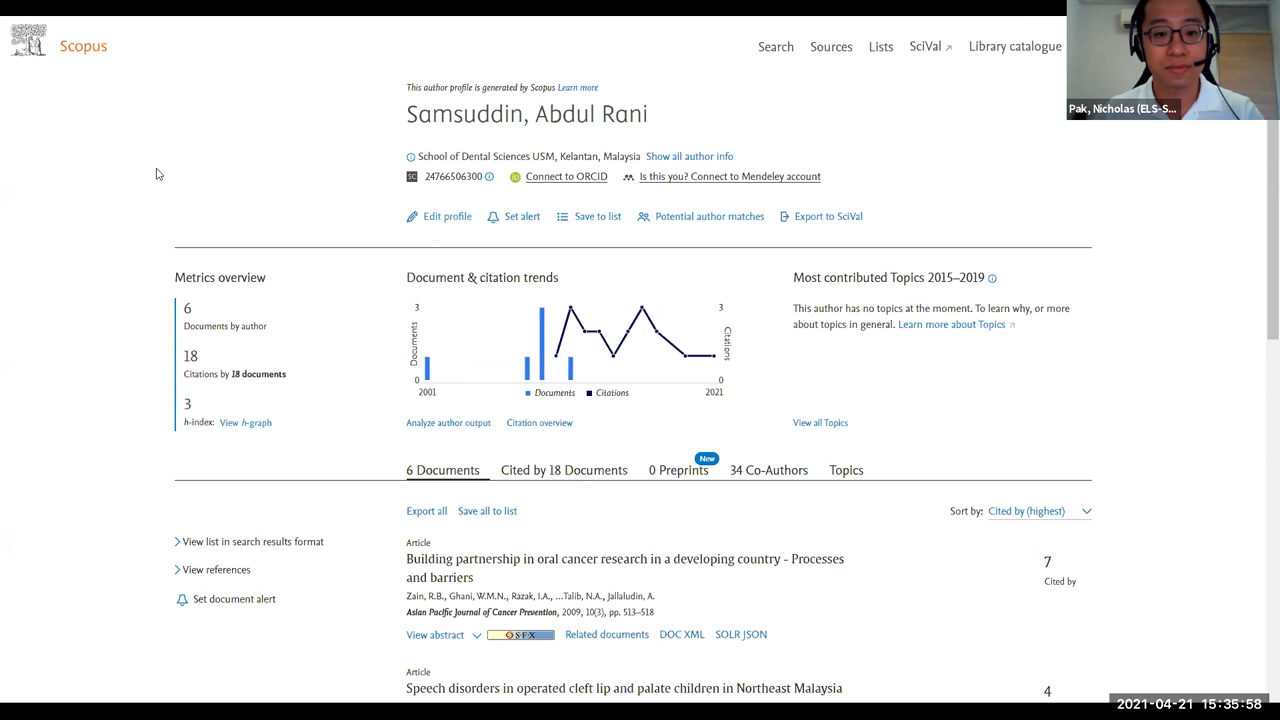 Scopus
Search
Sources
Lists
SciVal
Library catalogue
Pak, Nicholas (ELS-S...
This author profile is generated by Scopus Learn more
Samsuddin, Abdul Rani
School of Dental Sciences USM, Kelantan, Malaysia Show all author info
SC 24766506300 Connect to ORCID Is this you? Connect to Mendeley account
Edit profile Set alert Save to list Potential author matches Export to SciVal
Metrics overview
6
Documents by author
18
Citations by 18 documents
3
h-index: View h-graph
Document & citation trends
3
3
Documents
Citations
0
0
2001
2021
Documents
Citations
Analyze author output
Citation overview
Most contributed Topics 2015–2019
This author has no topics at the moment. To learn why, or more
about topics in general. Learn more about Topics
View all Topics
New
6 Documents Cited by 18 Documents 0 Preprints 34 Co-Authors Topics
Export all Save all to list
Sort by: Cited by (highest)
View list in search results format
View references
Set document alert
Article
Building partnership in oral cancer research in a developing country - Processes
and barriers
Zain, R.B., Ghani, W.M.N., Razak, I.A., ...Talib, N.A., Jallaludin, A.
Asian Pacific Journal of Cancer Prevention, 2009, 10(3), pp. 513–518
7
Cited by
View abstract S·F·X Related documents DOC XML SOLR JSON
Article
Speech disorders in operated cleft lip and palate children in Northeast Malaysia
4
2021-04-21 15:35:58